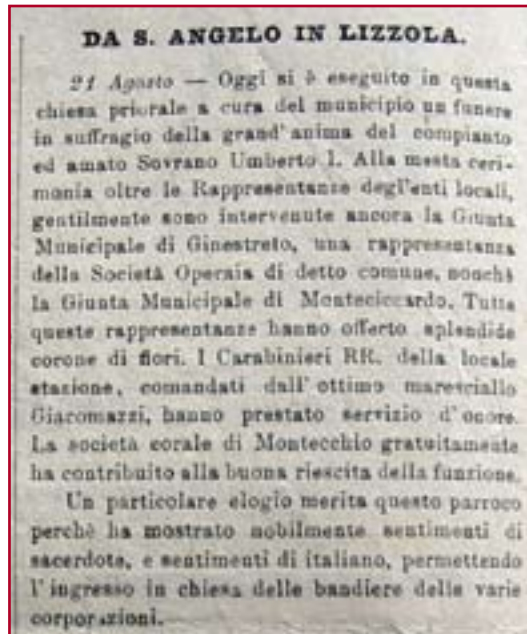 DA S. ANGELO IN LIZZOLA.
21 Agosto — Oggi si è eseguito in questa
chiesa priorale a cura del municipio un funere
in suffragio della grand' anima del compianto
ed amato Sovrano Umberto I. Alla mesta ceri-
monia oltre le Rappresentanze degl'enti locali,
gentilmente sono intervenute ancora la Giunta
Municipale di Ginestreto, una rappresentanza
della Società Operaia di detto comune, nonchè
la Giunta Municipale di Monteciccardo. Tutte
queste rappresentanze hanno offerto splendide
corone di fiori. I Carabinieri RR. della locale
stazione, comandati dall' ottimo maresciallo
Giacomazzi, hanno prestato servizio d' onore.
La società corale di Montecchio gratuitamente
ha contribuito alla buona riescita della funzione.
Un particolare elogio merita questo parroco
perchè ha mostrato nobilmente sentimenti di
sacerdote, e sentimenti di italiano, permettendo
l' ingresso in chiesa delle bandiere delle varie
corporazioni.